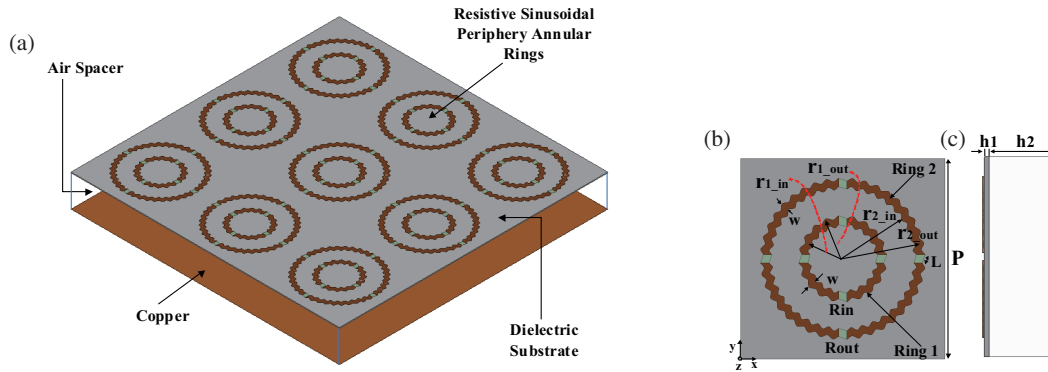 (a)
Resistive Sinusoidal
Periphery Annular
Rings
Air Spacer
Copper
Dielectric
Substrate
(b)
(c)
h1
h2
r1_out
r1_in
Ring 2
w
r2_in
r2_out
L
P
w
Rin
Rout
Ring 1
y
z
x